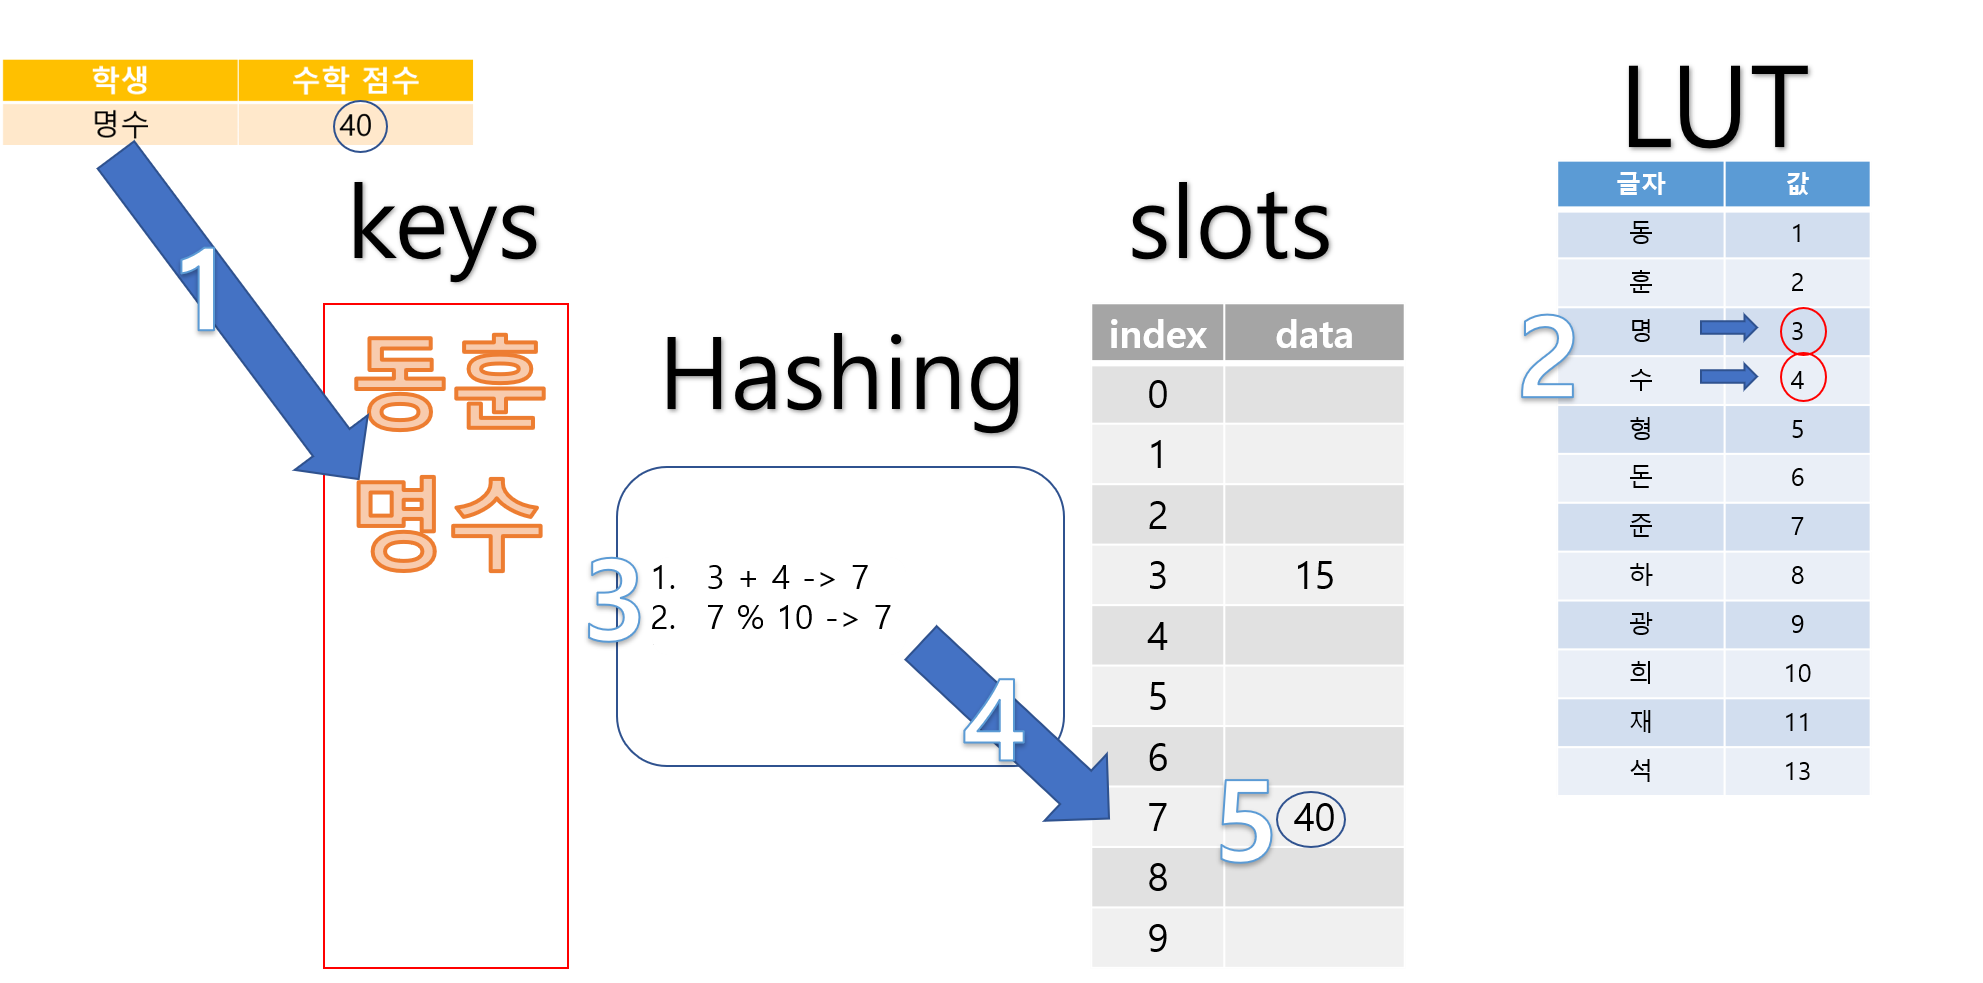 학생 수학 점수
명수 40
1
keys
동훈
명수
Hashing
3
1. 3 + 4 -> 7
2. 7 % 10 -> 7
4
slots
index data
0
1
2
3 15
4
5
6
7 5 40
8
9
LUT
2
글자 값
동 1
훈 2
명 3
수 4
형 5
돈 6
준 7
하 8
광 9
희 10
재 11
석 13